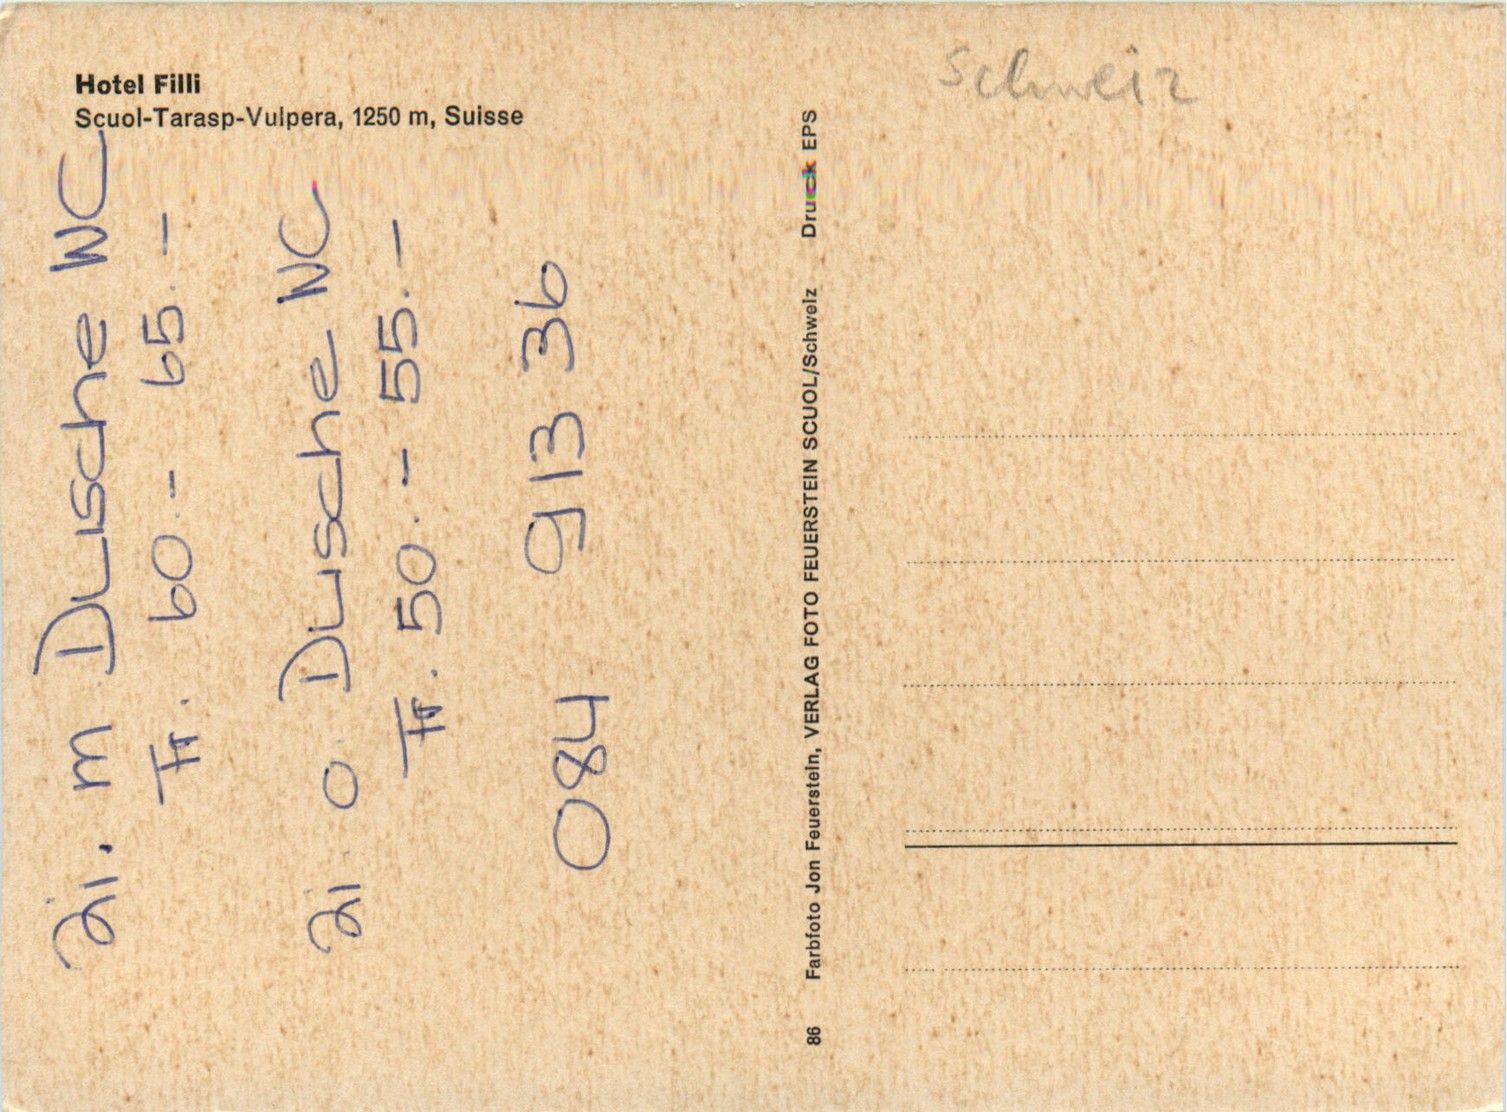 Hotel Filli
Scuol-Tarasp-Vulpera, 1250 m, Suisse
Zi. m. Dusche WC
Fr. 60.- 65.-
Zi. o. Dusche WC
Fr. 50.- 55.-
084 913 36
86 Farbfoto Jon Feuerstein, VERLAG FOTO FEUERSTEIN SCUOL/Schweiz Druck EPS
Schweiz